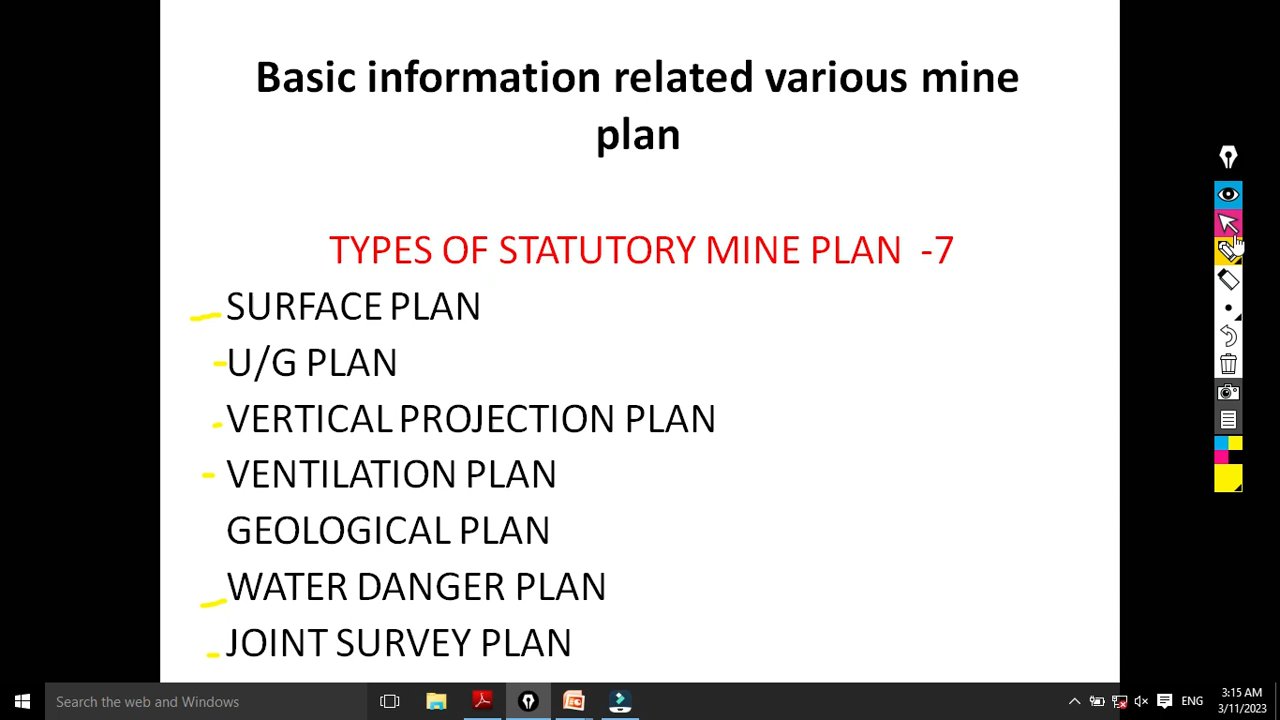 Basic information related various mine
plan
TYPES OF STATUTORY MINE PLAN -7
SURFACE PLAN
U/G PLAN
VERTICAL PROJECTION PLAN
VENTILATION PLAN
GEOLOGICAL PLAN
WATER DANGER PLAN
JOINT SURVEY PLAN
Search the web and Windows
ENG
3:15 AM
3/11/2023